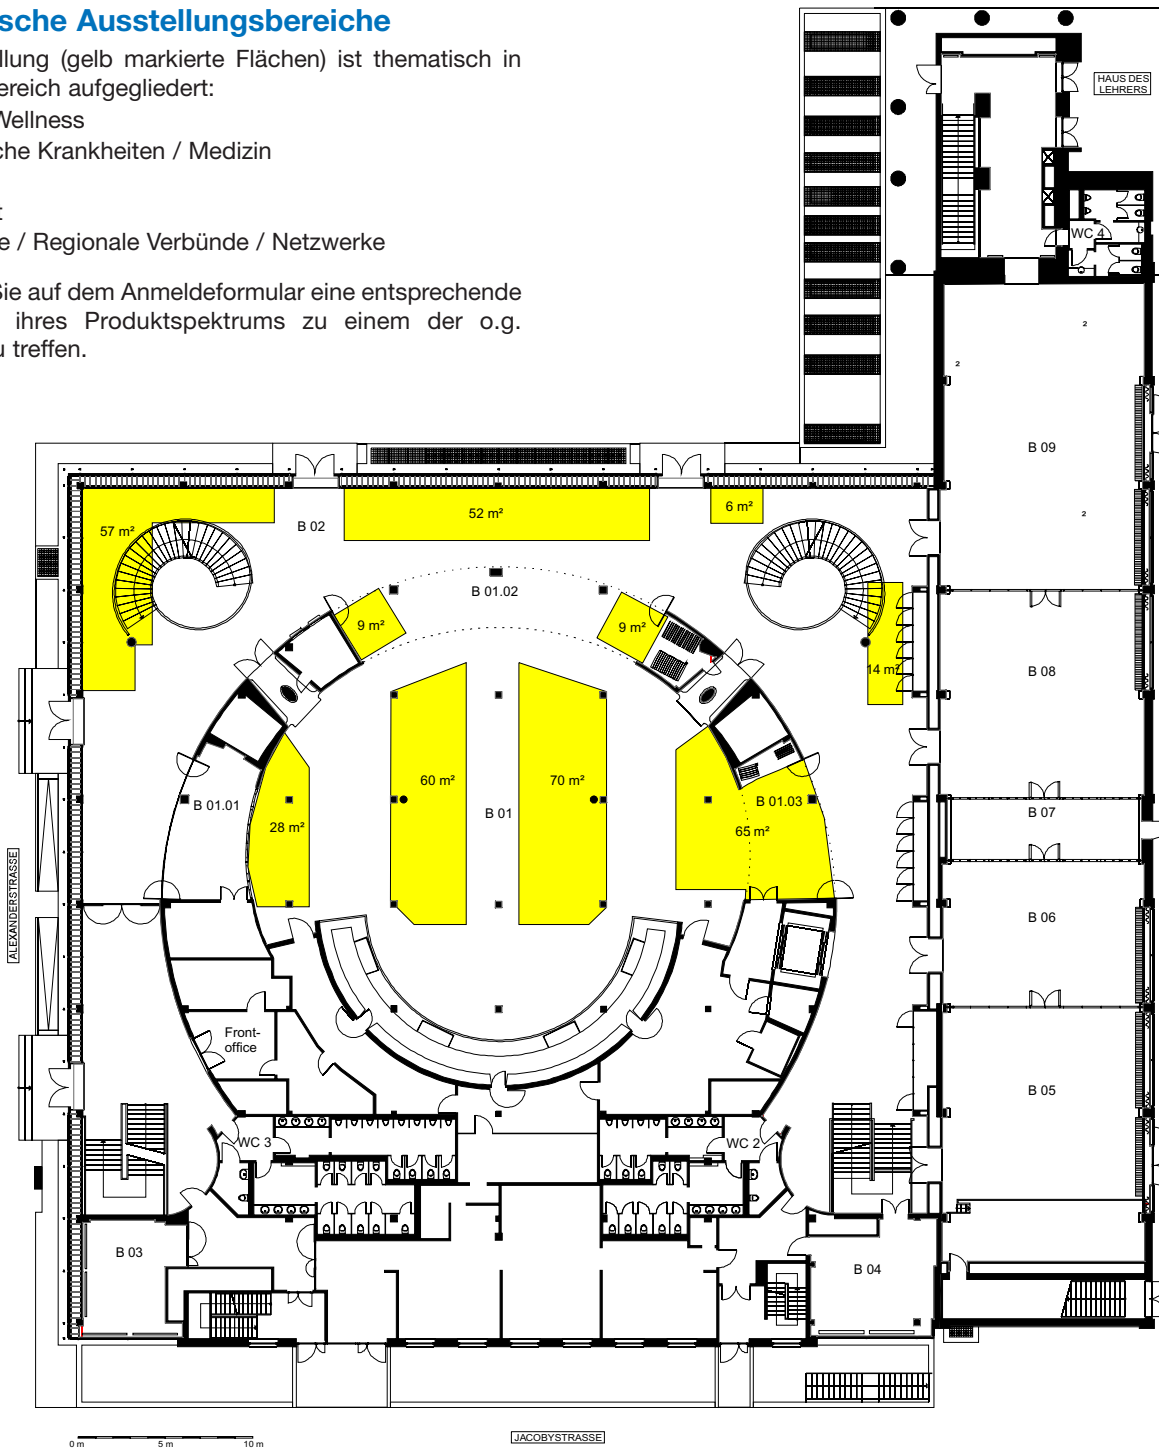 sche Ausstellungsbereiche
llung (gelb markierte Flächen) ist thematisch in
ereich aufgegliedert:
Wellness
che Krankheiten / Medizin
t
e / Regionale Verbünde / Netzwerke
Sie auf dem Anmeldeformular eine entsprechende
ihres Produktspektrums zu einem der o.g.
u treffen.
HAUS DES
LEHRERS
WC 4
2
2
B 09
57 m²
B 02
52 m²
6 m²
2
B 01.02
9 m²
9 m²
14 m²
B 08
60 m²
70 m²
B 01.01
B 01
B 01.03
B 07
28 m²
65 m²
ALEXANDERSTRASSE
B 06
Front-
office
B 05
WC 3
WC 2
B 03
B 04
0 m 5 m 10 m
JACOBYSTRASSE